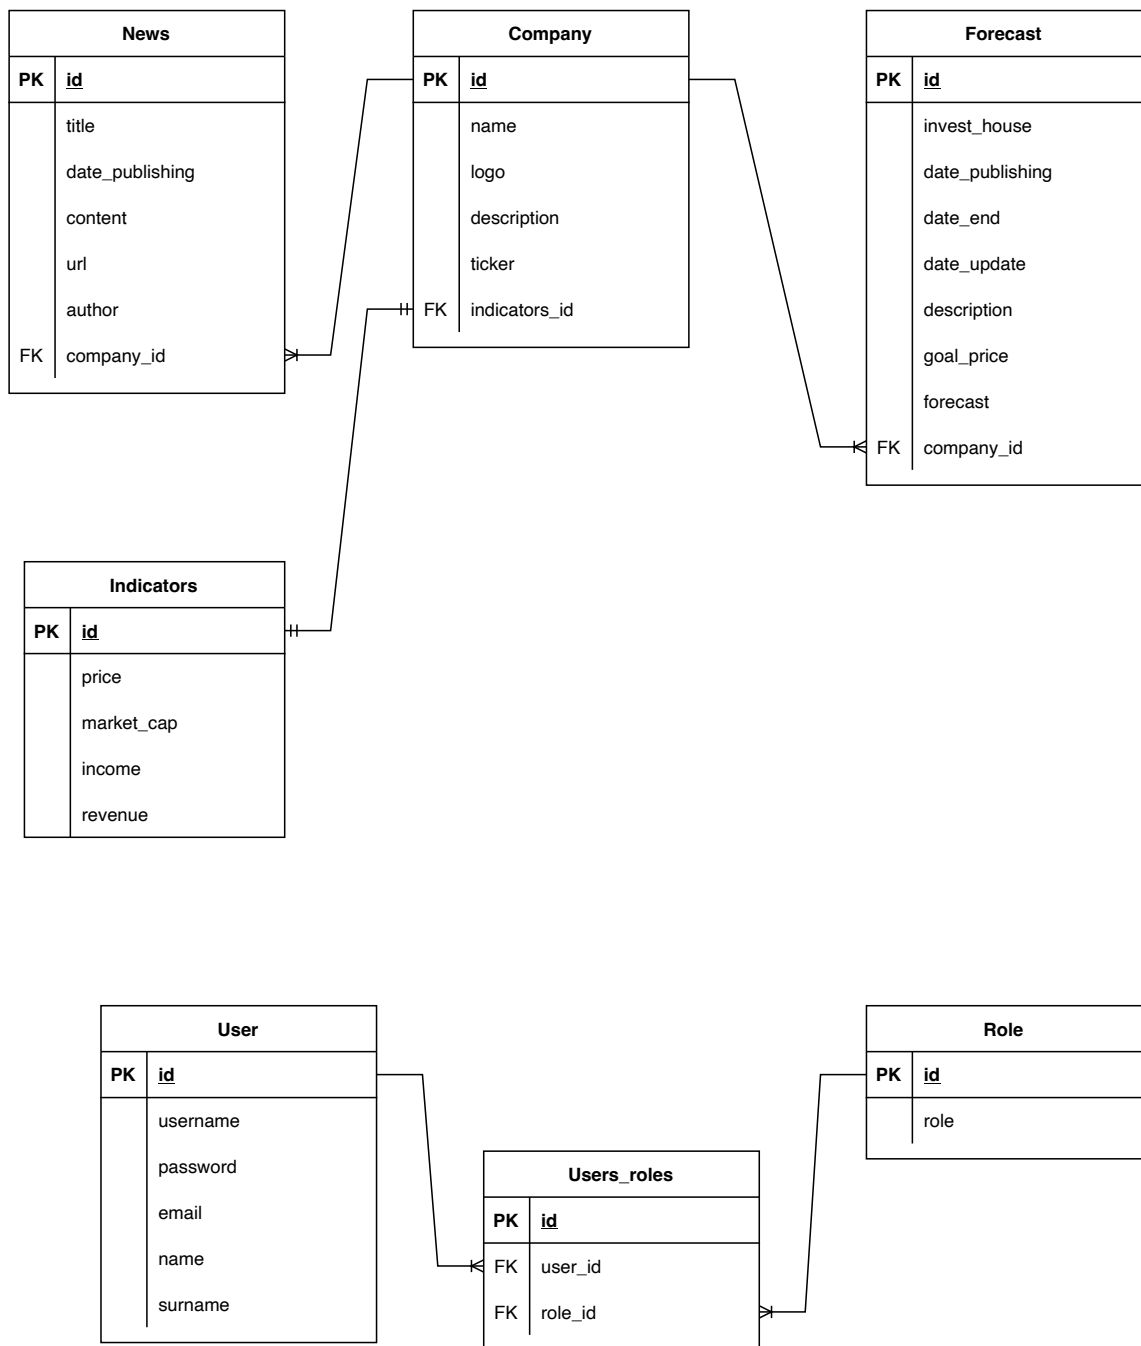 News
PK id
title
date_publishing
content
url
author
FK company_id
Company
PK id
name
logo
description
ticker
FK indicators_id
Forecast
PK id
invest_house
date_publishing
date_end
date_update
description
goal_price
forecast
FK company_id
Indicators
PK id
price
market_cap
income
revenue
User
PK id
username
password
email
name
surname
Users_roles
PK id
FK user_id
FK role_id
Role
PK id
role